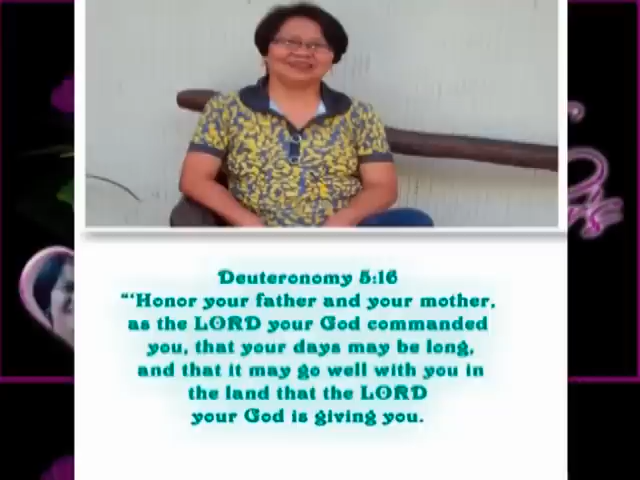 Deuteronomy 5:16
"'Honor your father and your mother,
as the LORD your God commanded
you, that your days may be long,
and that it may go well with you in
the land that the LORD
your God is giving you.